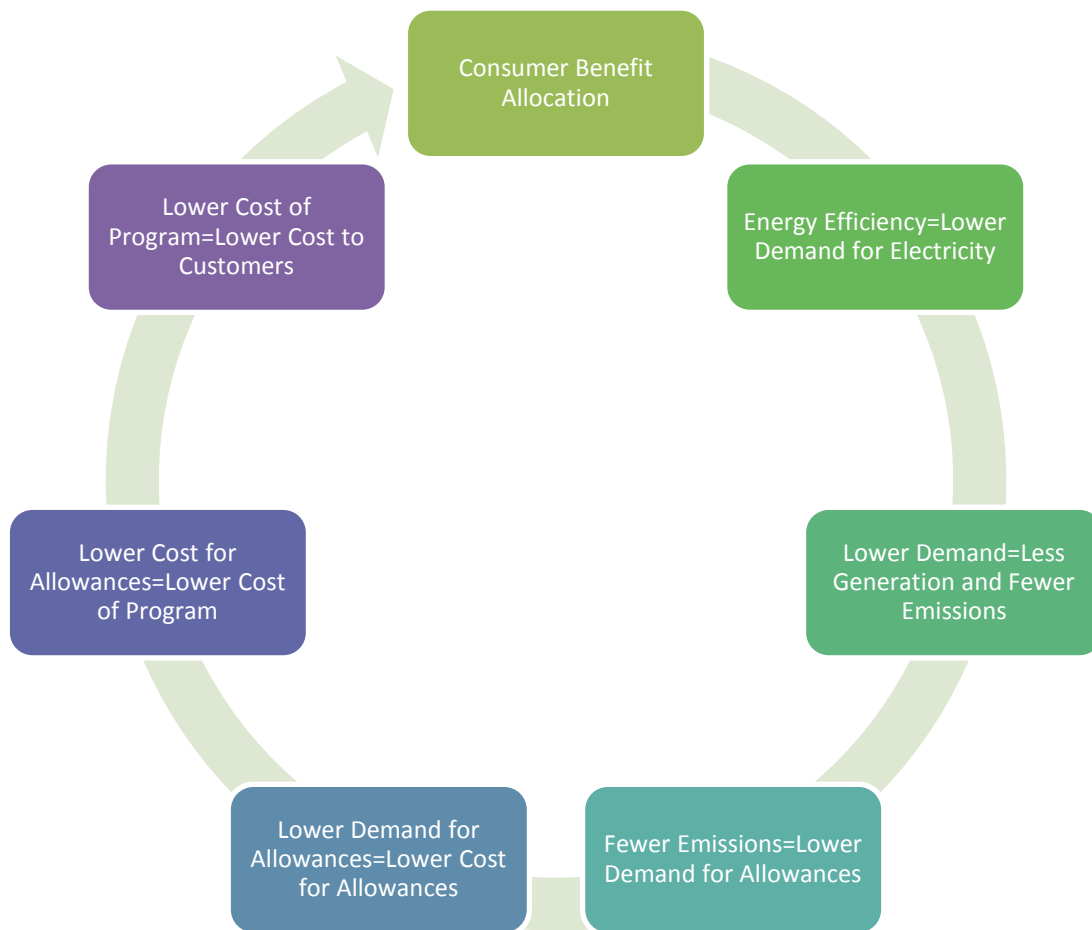 Consumer Benefit
Allocation
Energy Efficiency=Lower
Demand for Electricity
Lower Demand=Less
Generation and Fewer
Emissions
Fewer Emissions=Lower
Demand for Allowances
Lower Demand for
Allowances=Lower Cost
for Allowances
Lower Cost for
Allowances=Lower Cost
of Program
Lower Cost of
Program=Lower Cost to
Customers